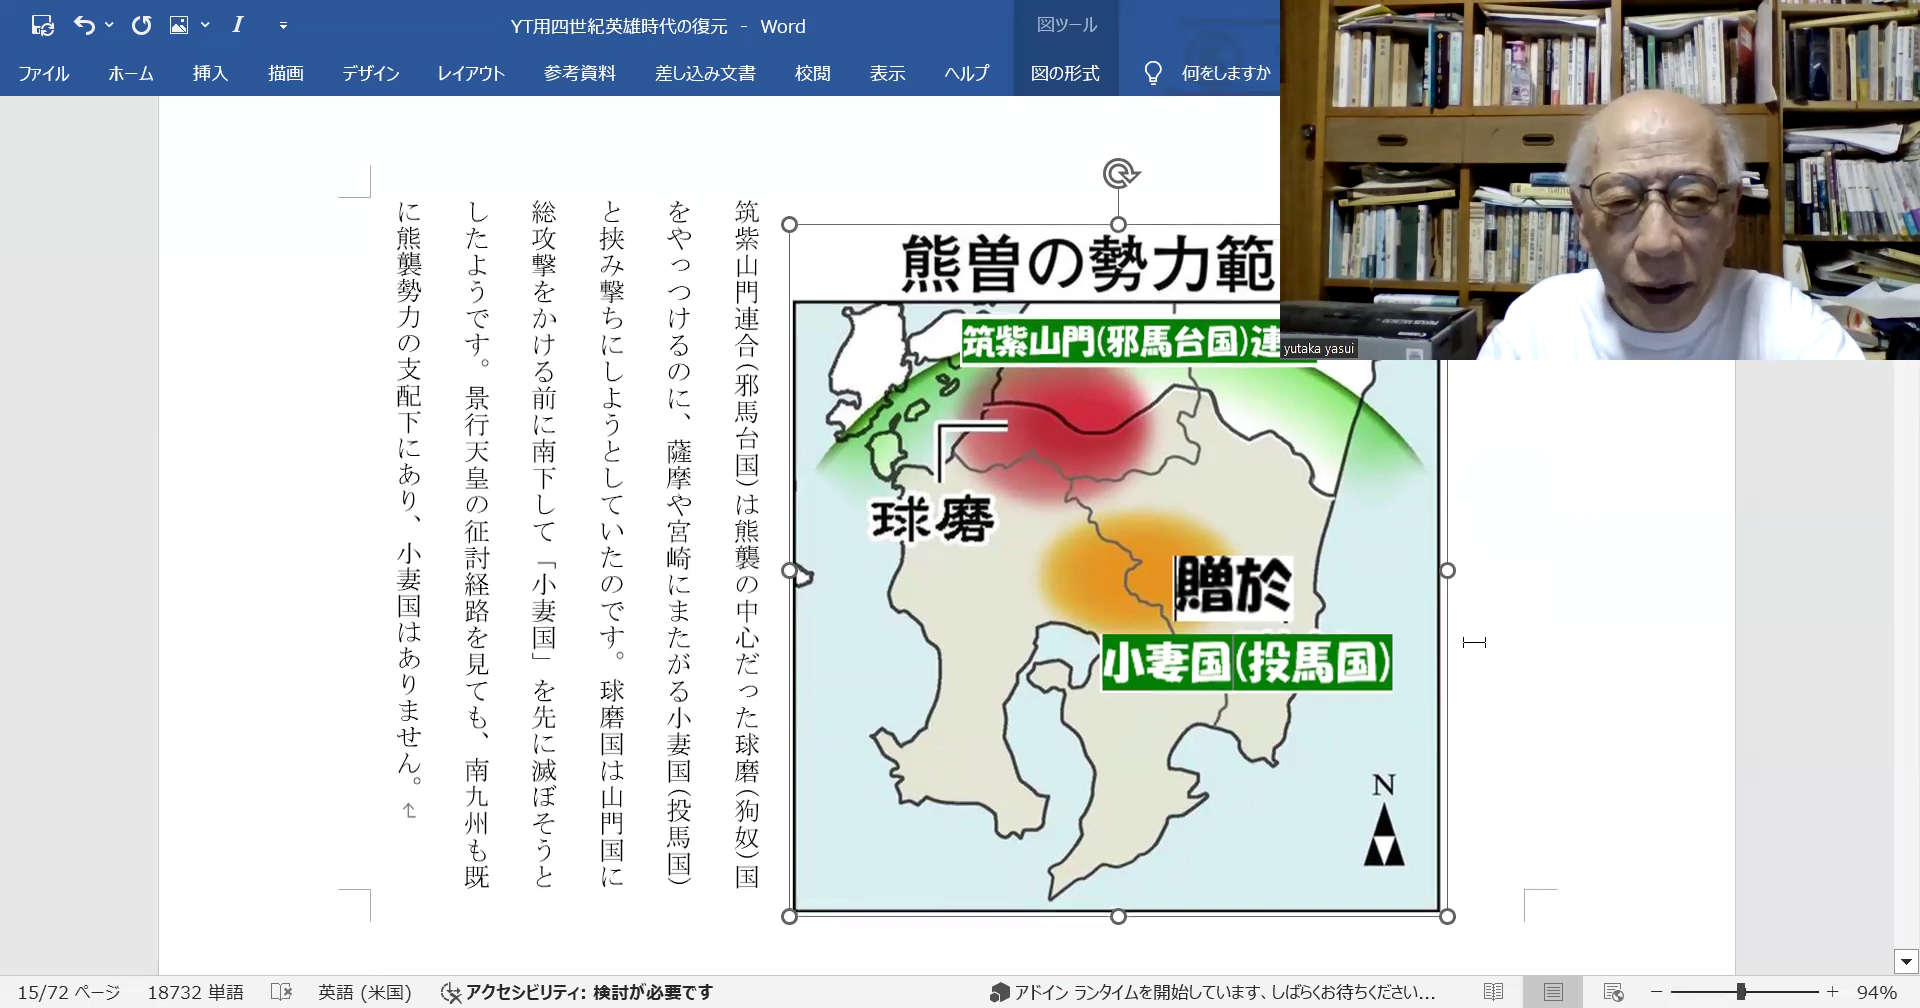 YT用四世紀英雄時代の復元 - Word
図ツール
ファイル
ホーム
挿入
描画
デザイン
レイアウト
参考資料
差し込み文書
校閲
表示
ヘルプ
図の形式
何をしますか
yutaka yasui
熊曽の勢力範
筑紫山門(邪馬台国)連
球磨
贈於
小妻国(投馬国)
N
筑紫山門連合(邪馬台国)は熊襲の中心だった球磨(狗奴)国
をやっつけるのに、薩摩や宮崎にまたがる小妻国(投馬国)
と挟み撃ちにしようとしていたのです。球磨国は山門国に
総攻撃をかける前に南下して「小妻国」を先に滅ぼそうと
したようです。景行天皇の征討経路を見ても、南九州も既
に熊襲勢力の支配下にあり、小妻国はありません。
15/72 ページ
18732 単語
英語 (米国)
アクセシビリティ: 検討が必要です
アドイン ランタイムを開始しています、しばらくお待ちください...
94%